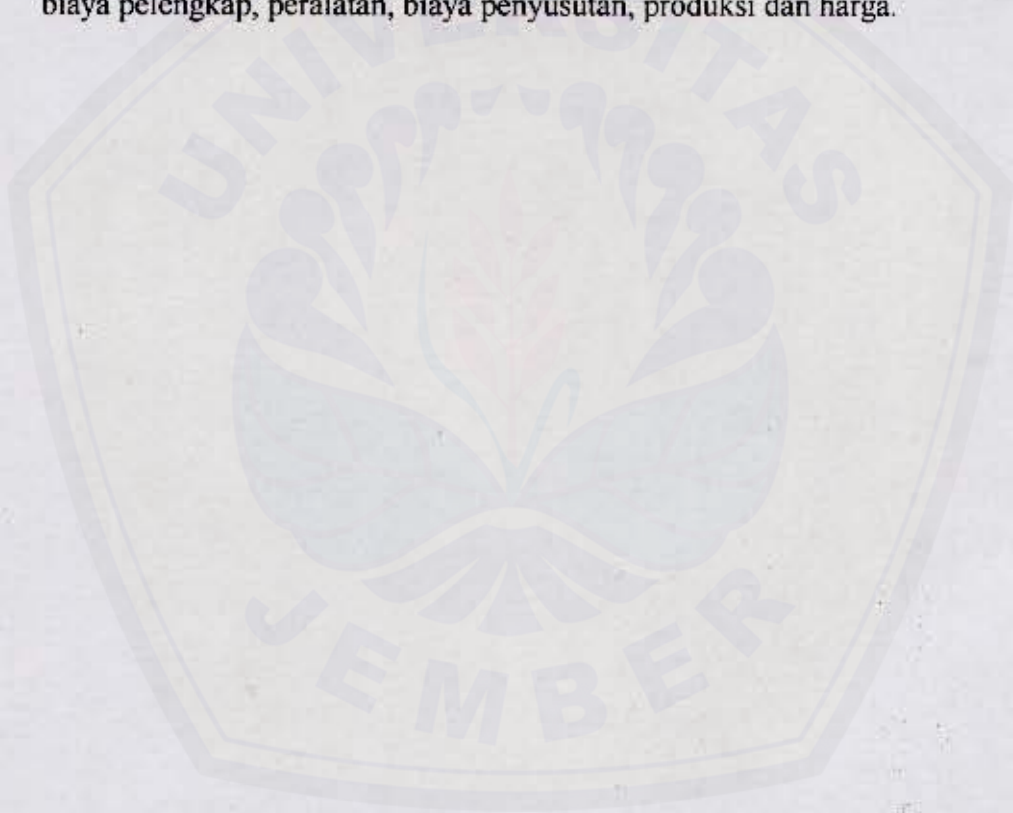 biaya pelengkap, peralatan, biaya penyusutan, produksi dan harga.
UNIVERSITAS
JEMBER